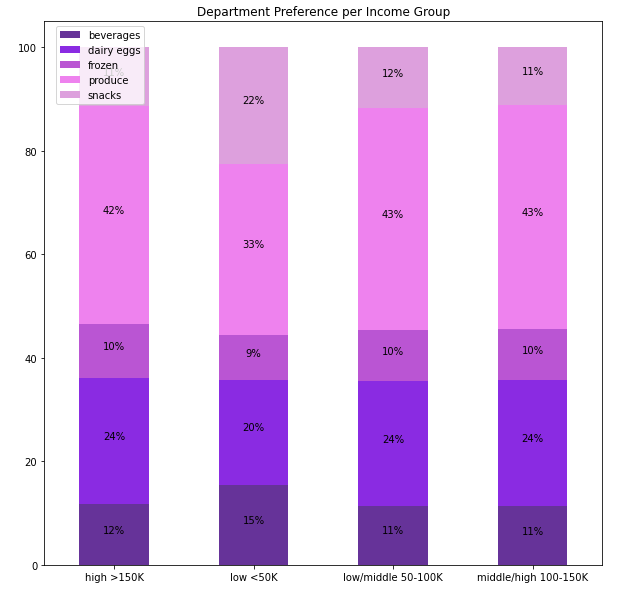 Department Preference per Income Group
beverages
dairy eggs
frozen
produce
snacks
100
80
60
40
20
0
11%
42%
10%
24%
12%
22%
33%
9%
20%
15%
12%
43%
10%
24%
11%
11%
43%
10%
24%
11%
high >150K
low <50K
low/middle 50-100K
middle/high 100-150K